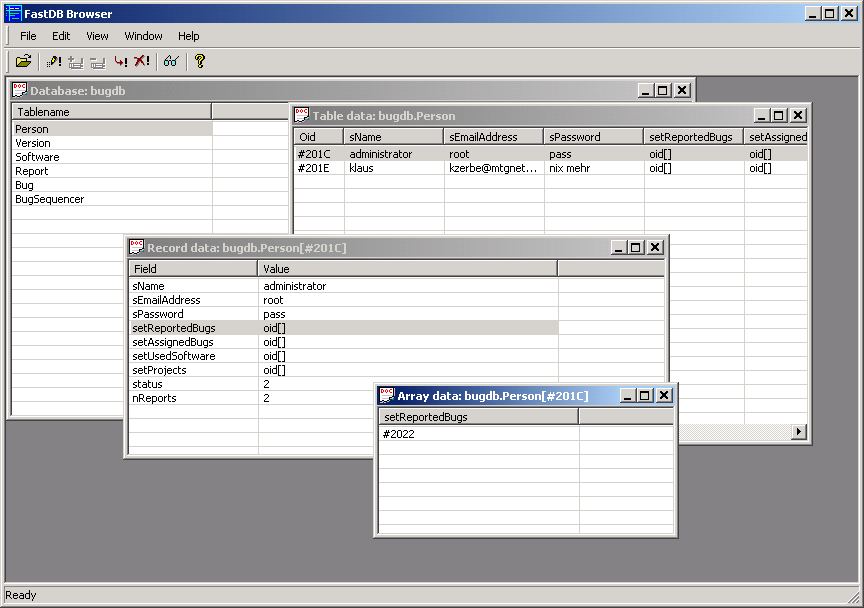 FastDB Browser
File Edit View Window Help
Database: bugdb
Tablename
Person
Version
Software
Report
Bug
BugSequencer
Table data: bugdb.Person
Oid sName sEmailAddress sPassword setReportedBugs setAssigned
#201C administrator root pass oid[] oid[]
#201E klaus kzerbe@mtgnet... nix mehr oid[] oid[]
Record data: bugdb.Person[#201C]
Field Value
sName administrator
sEmailAddress root
sPassword pass
setReportedBugs oid[]
setAssignedBugs oid[]
setUsedSoftware oid[]
setProjects oid[]
status 2
nReports 2
Array data: bugdb.Person[#201C]
setReportedBugs
#2022
Ready